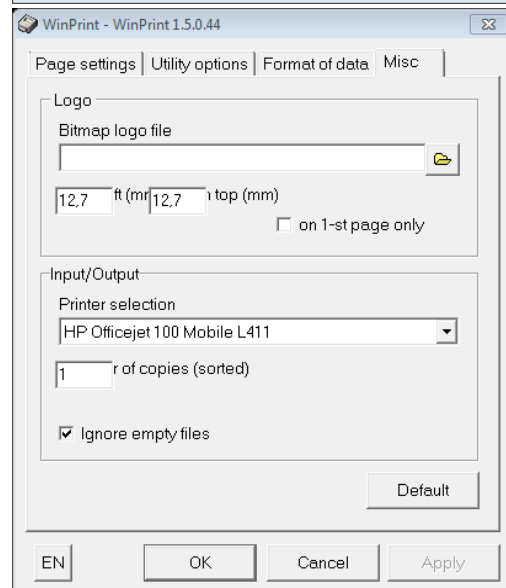 WinPrint - WinPrint 1.5.0.44
Page settings Utility options Format of data Misc
Logo
Bitmap logo file
12,7 ft (mm 12,7 top (mm)
on 1-st page only
Input/Output
Printer selection
HP Officejet 100 Mobile L411
1 r of copies (sorted)
Ignore empty files
Default
EN OK Cancel Apply